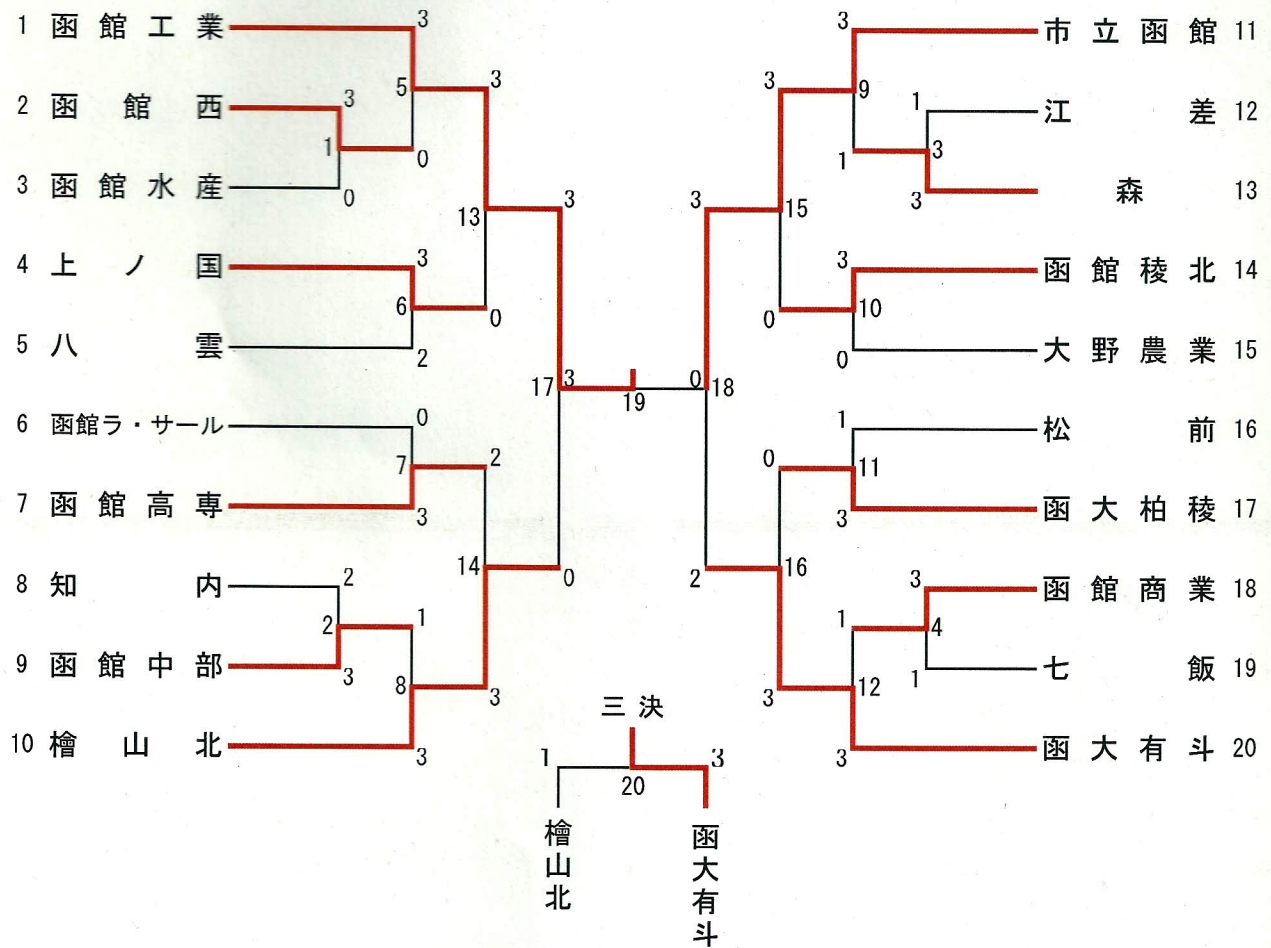 1 函館工業
2 函館西
3 函館水産
4 上ノ国
5 八雲
6 函館ラ・サール
7 函館高専
8 知内
9 函館中部
10 檜山北
3
5
0
3
1
0
3
13
0
3
6
2
3
17
0
0
7
3
2
14
3
2
2
3
1
8
3
3
19
0
18
3
2
3
15
0
3
9
1
1
3
3
3
10
0
0
16
3
1
11
3
3
4
1
1
12
3
市立函館 11
江差 12
森 13
函館稜北 14
大野農業 15
松前 16
函大柏稜 17
函館商業 18
七飯 19
函大有斗 20
三決
1
20
3
檜山北
函大有斗